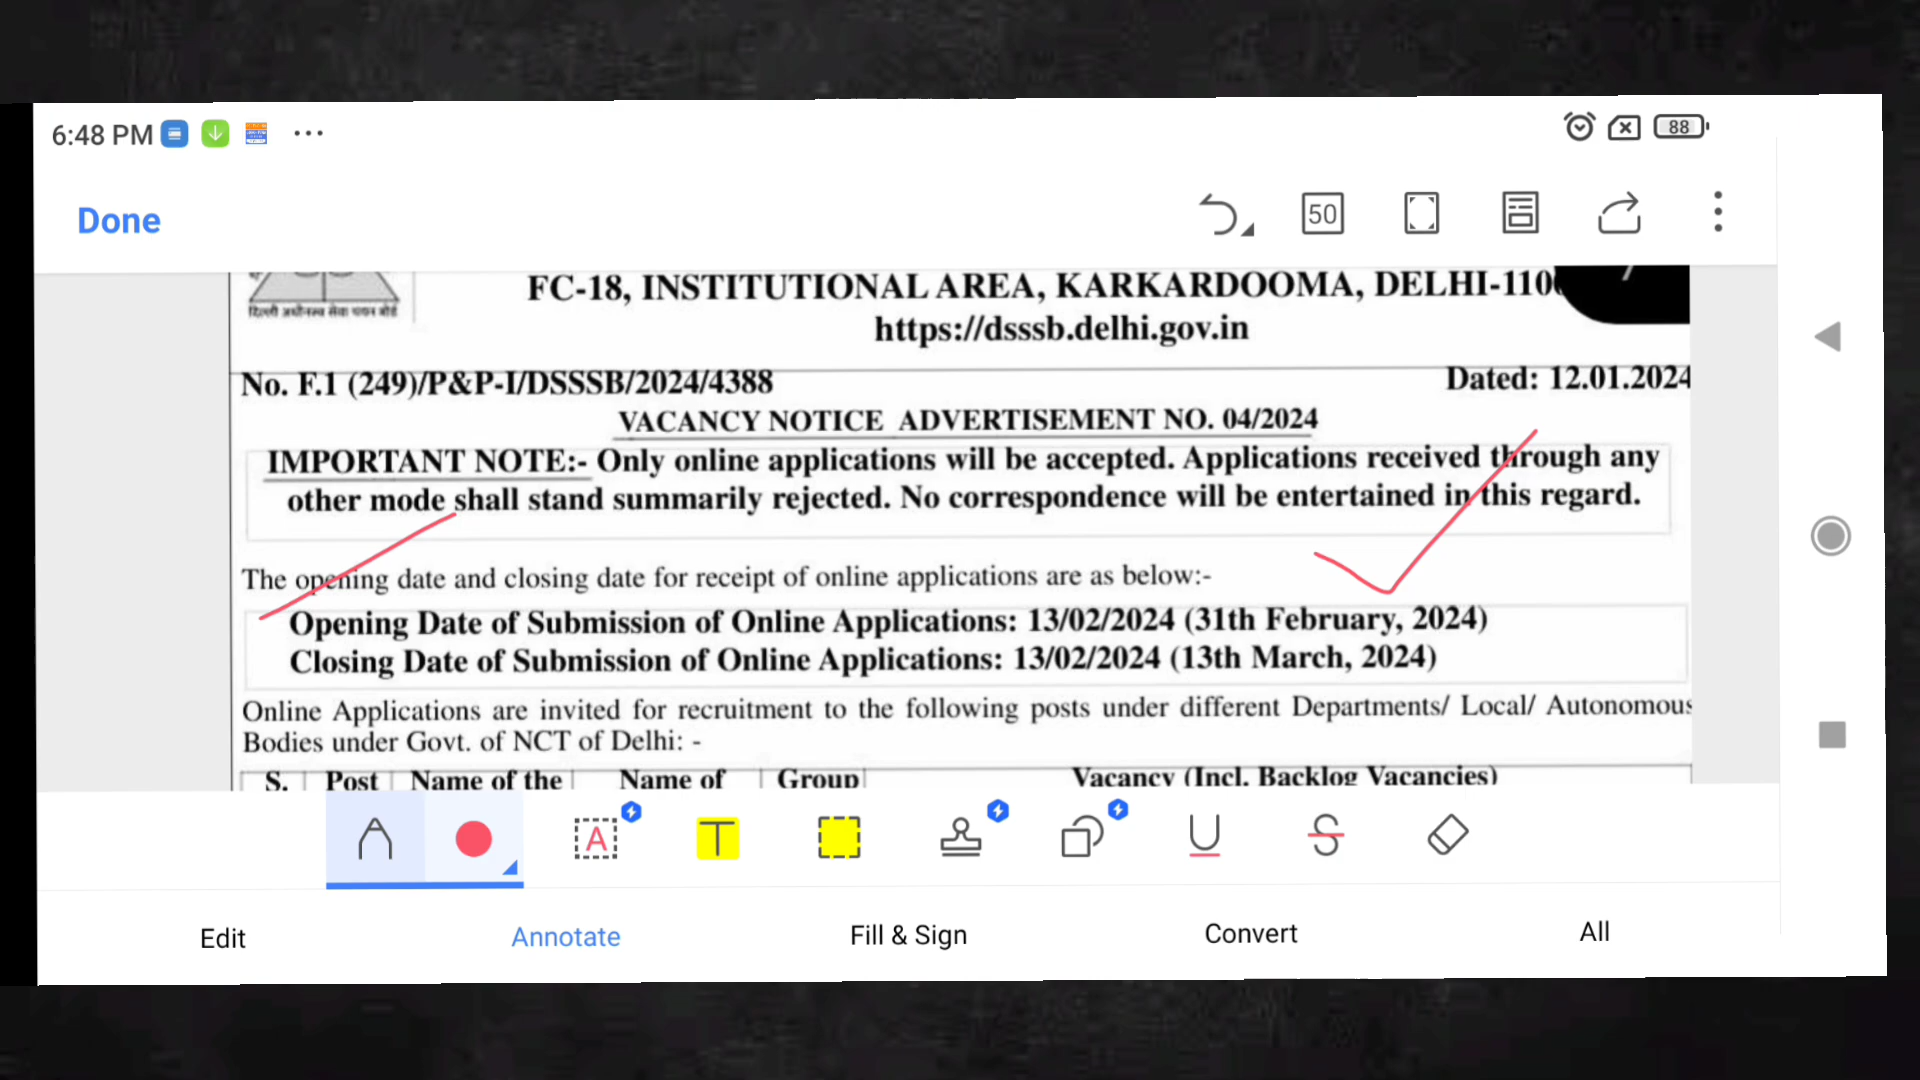 6:48 PM
88
Done
50
दिल्ली अधीनस्थ सेवा चयन बोर्ड
FC-18, INSTITUTIONAL AREA, KARKARDOOMA, DELHI-110
https://dsssb.delhi.gov.in
No. F.1 (249)/P&P-I/DSSSB/2024/4388 Dated: 12.01.2024
VACANCY NOTICE ADVERTISEMENT NO. 04/2024
IMPORTANT NOTE:- Only online applications will be accepted. Applications received through any
other mode shall stand summarily rejected. No correspondence will be entertained in this regard.
The opening date and closing date for receipt of online applications are as below:-
Opening Date of Submission of Online Applications: 13/02/2024 (31th February, 2024)
Closing Date of Submission of Online Applications: 13/02/2024 (13th March, 2024)
Online Applications are invited for recruitment to the following posts under different Departments/ Local/ Autonomous
Bodies under Govt. of NCT of Delhi: -
S. Post Name of the Name of Group Vacancy (Incl. Backlog Vacancies)
A T U S
Edit Annotate Fill & Sign Convert All